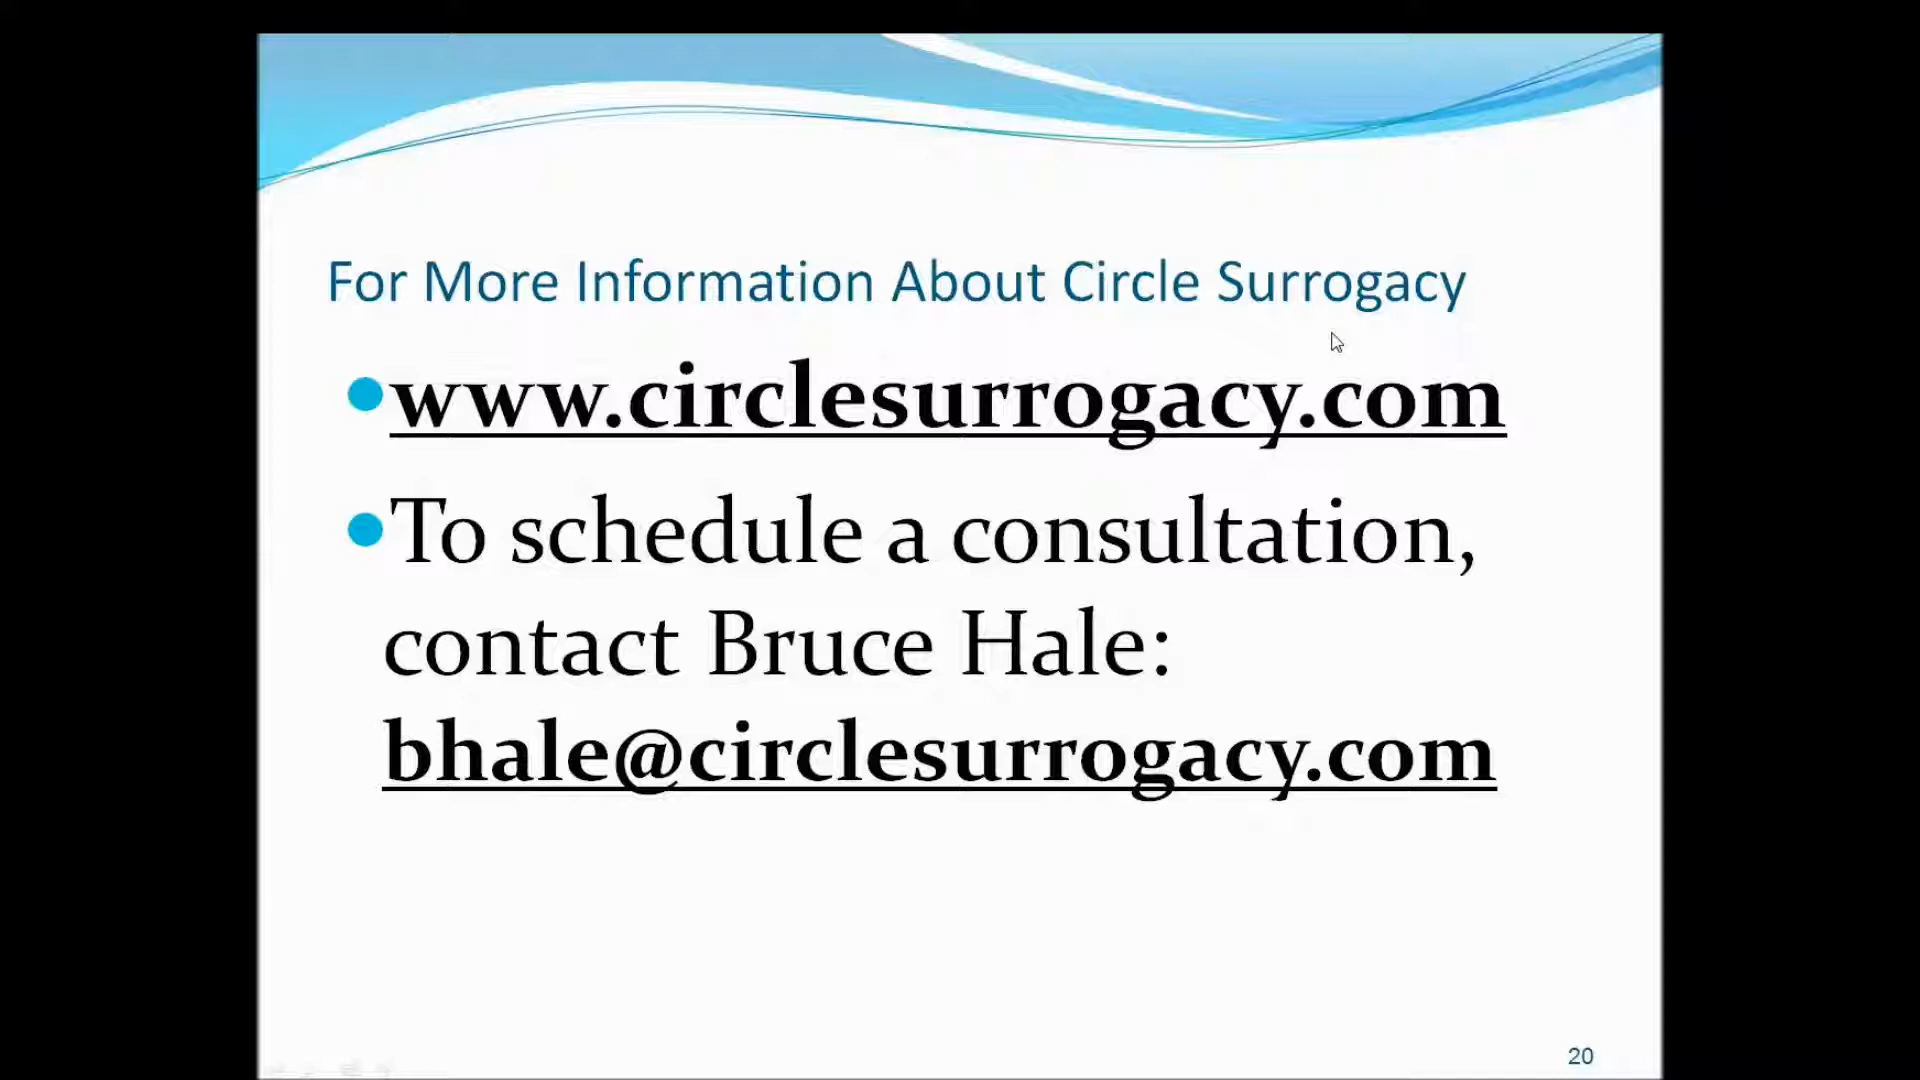 For More Information About Circle Surrogacy
•www.circlesurrogacy.com
•To schedule a consultation,
contact Bruce Hale:
bhale@circlesurrogacy.com
20